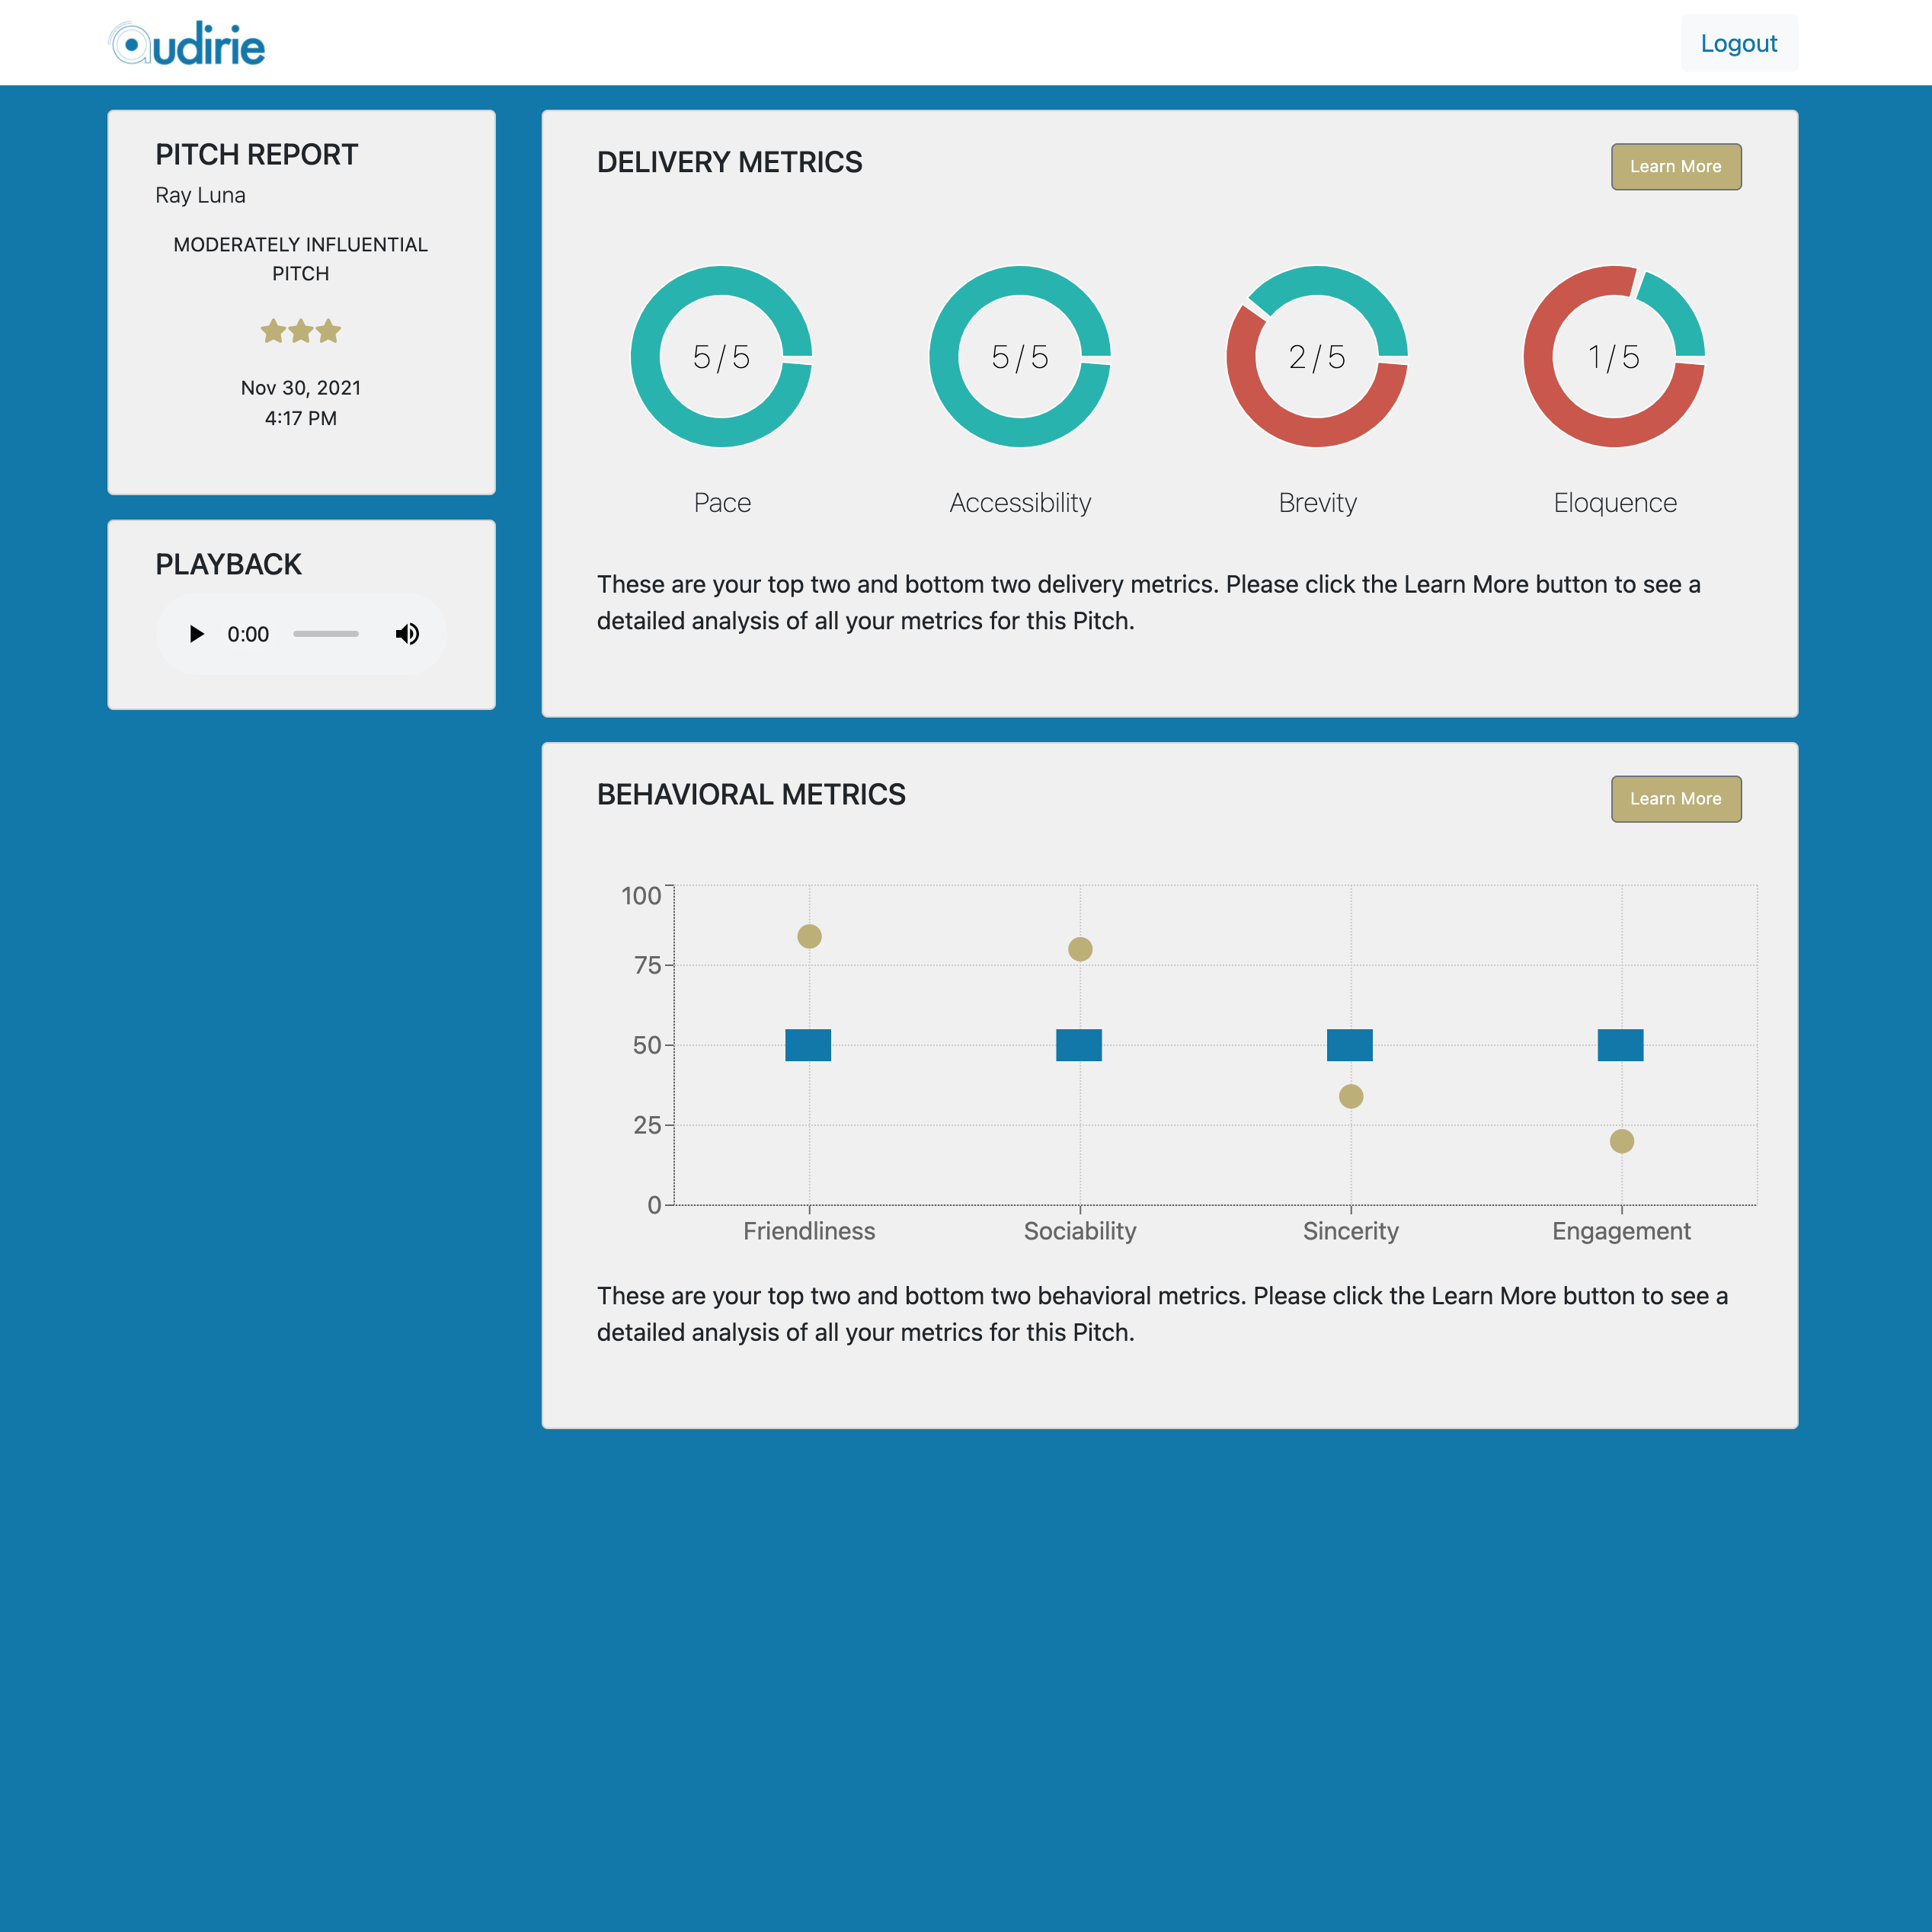 audirie
Logout
PITCH REPORT
Ray Luna
MODERATELY INFLUENTIAL
PITCH
Nov 30, 2021
4:17 PM
PLAYBACK
0:00
DELIVERY METRICS
Learn More
5/5
5/5
2/5
1/5
Pace
Accessibility
Brevity
Eloquence
These are your top two and bottom two delivery metrics. Please click the Learn More button to see a
detailed analysis of all your metrics for this Pitch.
BEHAVIORAL METRICS
Learn More
100
75
50
25
0
Friendliness
Sociability
Sincerity
Engagement
These are your top two and bottom two behavioral metrics. Please click the Learn More button to see a
detailed analysis of all your metrics for this Pitch.